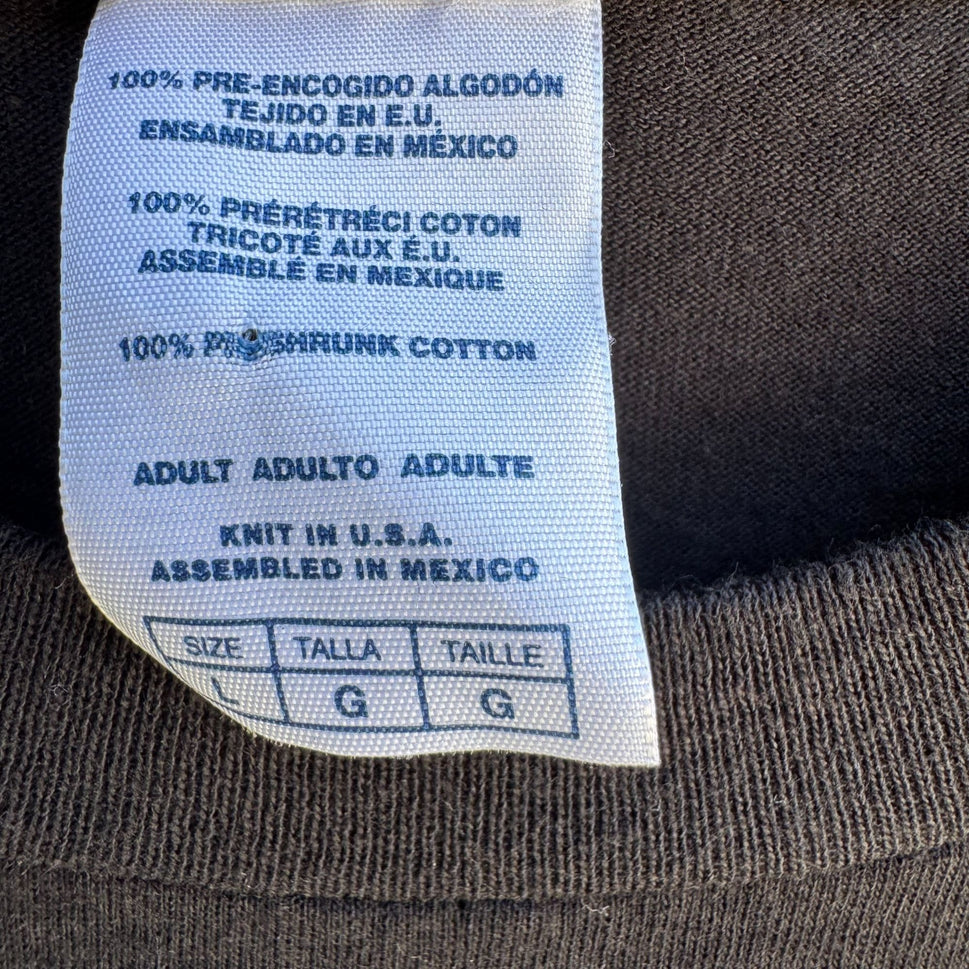 100% PRE-ENCOGIDO ALGODÓN
TEJIDO EN E.U.
ENSAMBLADO EN MÉXICO
100% PRÉRÉTRÉCI COTON
TRICOTÉ AUX É.U.
ASSEMBLÉ EN MEXIQUE
100% PRESHRUNK COTTON
ADULT ADULTO ADULTE
KNIT IN U.S.A.
ASSEMBLED IN MEXICO
SIZE TALLA TAILLE
L G G